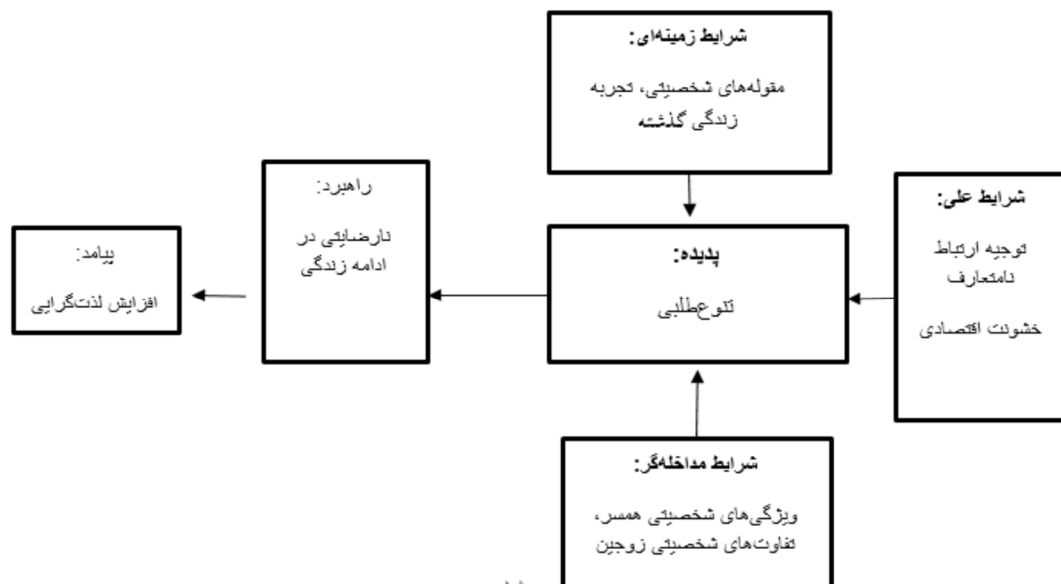 شرایط زمینه‌ای:
مقوله‌های شخصیتی، تجربه
زندگی گذشته
شرایط علی:
توجیه ارتباط
نامتعارف
خشونت اقتصادی
پدیده:
تنوع‌طلبی
راهبرد:
نارضایتی در
ادامه زندگی
پیامد:
افزایش لذت‌گرایی
شرایط مداخله‌گر:
ویژگی‌های شخصیتی همسر،
تفاوت‌های شخصیتی زوجین